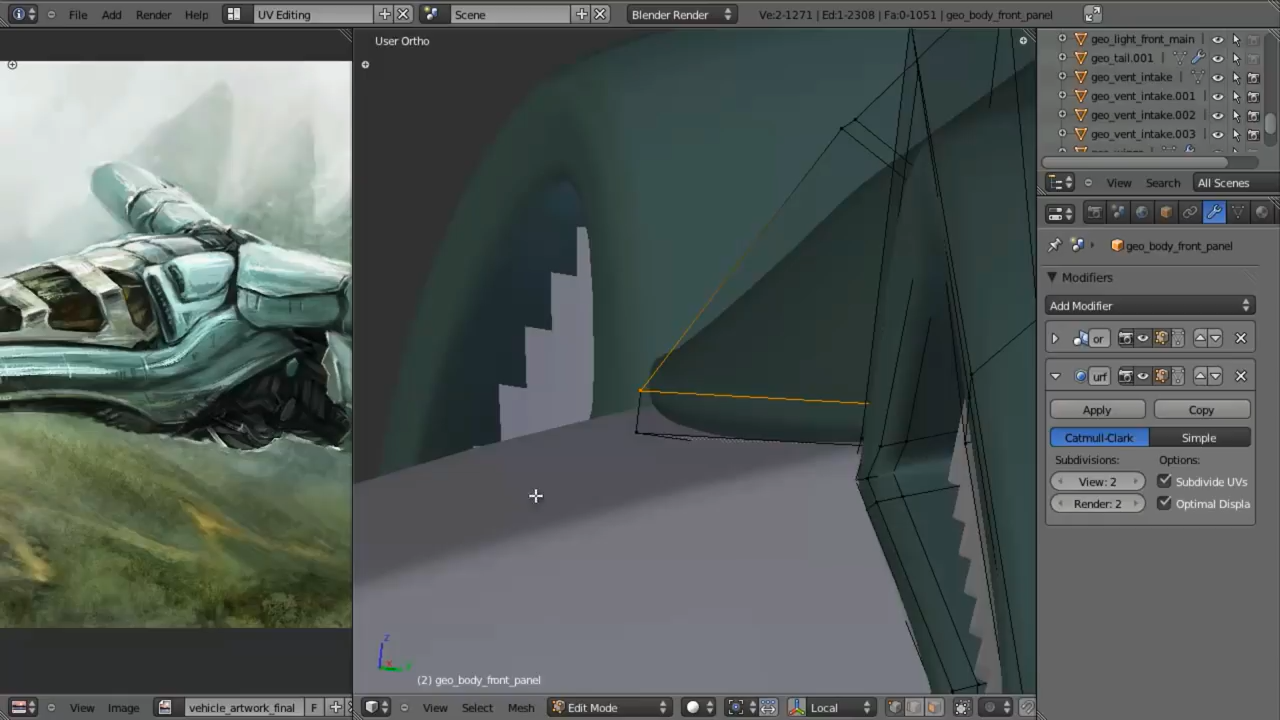 File Add Render Help UV Editing Scene Blender Render Ve:2-1271 | Ed:1-2308 | Fa:0-1051 | geo_body_front_panel
User Ortho
geo_light_front_main
geo_tail.001
geo_vent_intake
geo_vent_intake.001
geo_vent_intake.002
geo_vent_intake.003
View Search All Scenes
geo_body_front_panel
Modifiers
Add Modifier
or
urf
Apply Copy
Catmull-Clark Simple
Subdivisions: Options:
View: 2 Subdivide UVs
Render: 2 Optimal Displa
(2) geo_body_front_panel
View Image vehicle_artwork_final F View Select Mesh Edit Mode Local